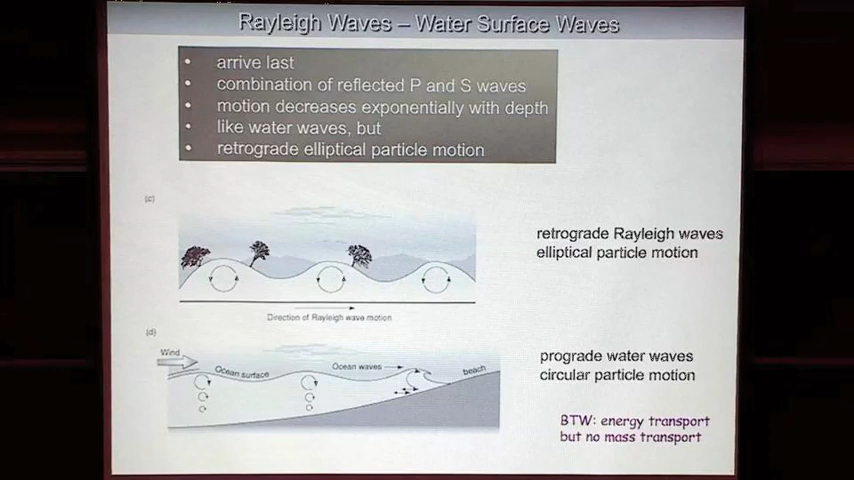 Rayleigh Waves – Water Surface Waves
• arrive last
• combination of reflected P and S waves
• motion decreases exponentially with depth
• like water waves, but
• retrograde elliptical particle motion
(c)
retrograde Rayleigh waves
elliptical particle motion
Direction of Rayleigh wave motion
(d)
Wind
Ocean surface
Ocean waves
beach
prograde water waves
circular particle motion
BTW: energy transport
but no mass transport